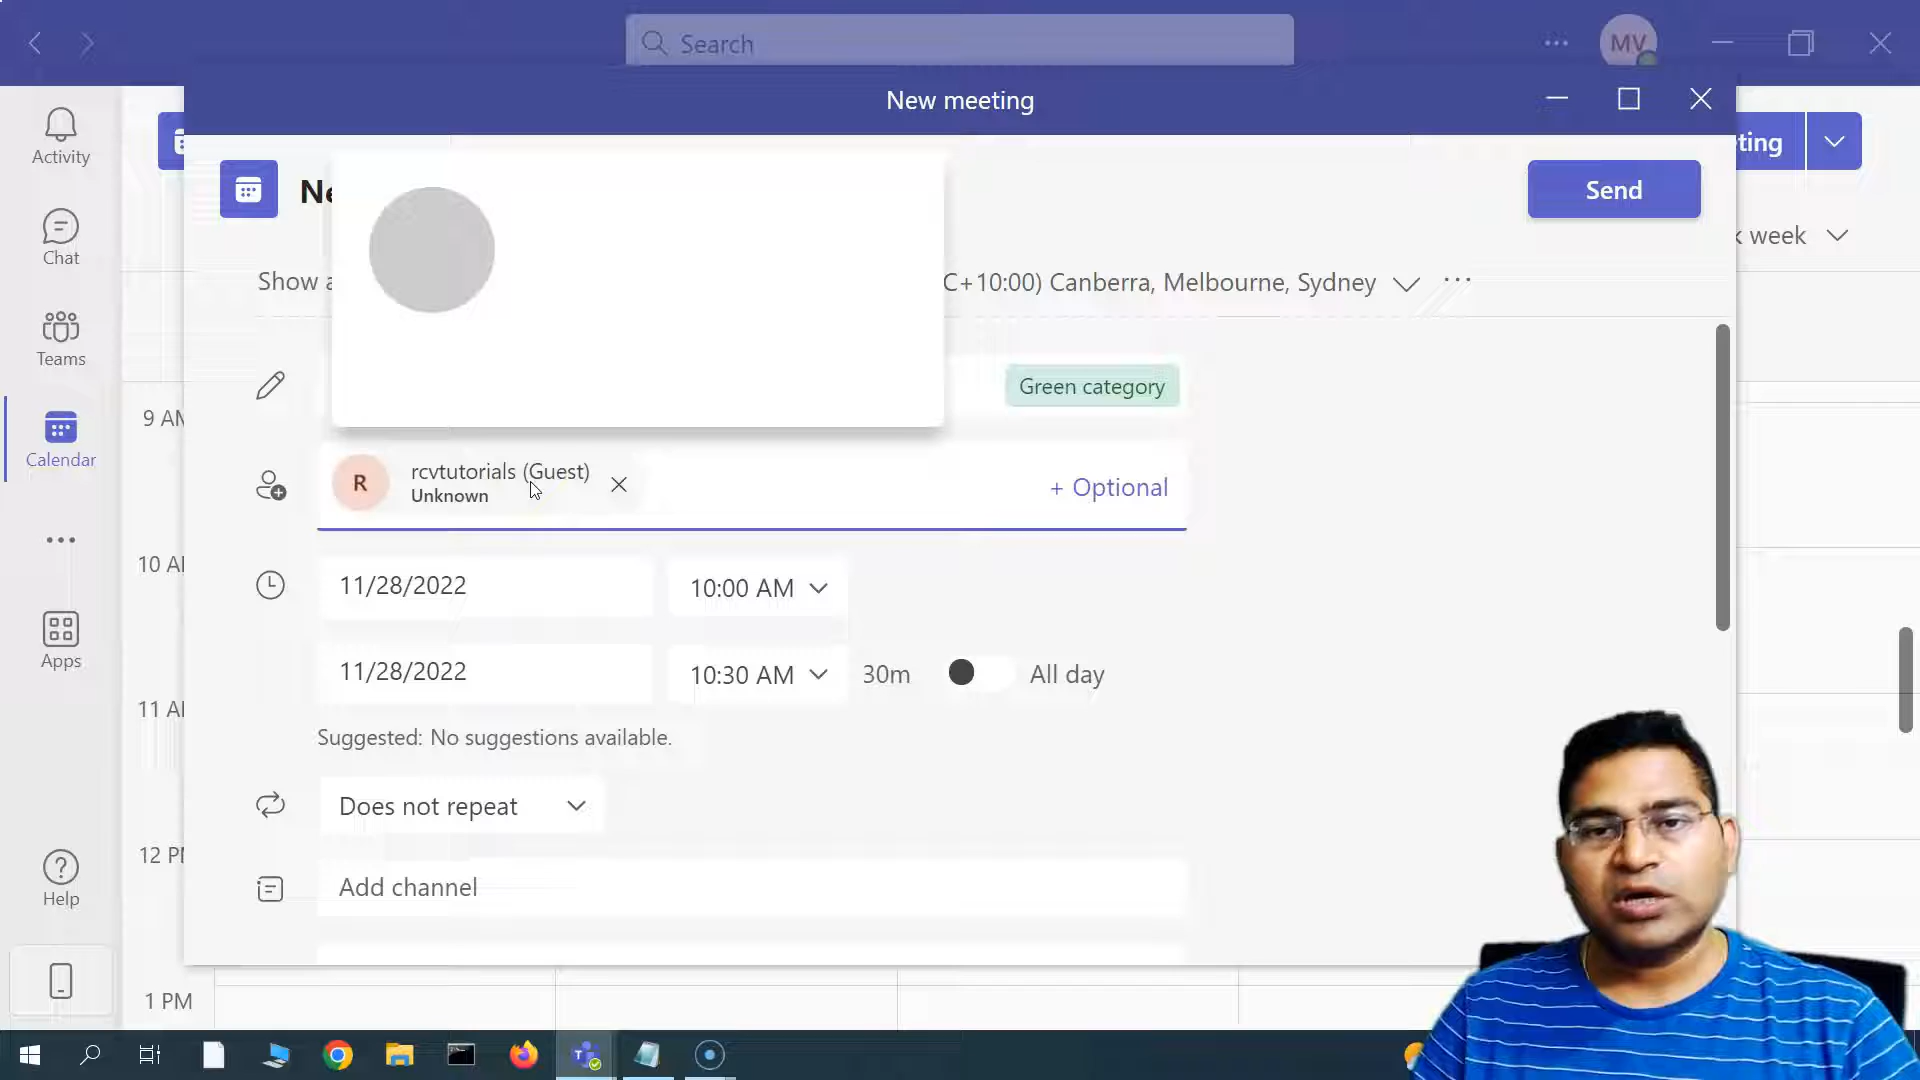 Search
MV
New meeting
Activity
Ne
Send
ting
Chat
k week
Show a
C+10:00) Canberra, Melbourne, Sydney
Teams
Green category
9 AM
Calendar
R
rcvtutorials (Guest)
Unknown
+ Optional
10 A
11/28/2022
10:00 AM
Apps
11/28/2022
10:30 AM
30m
All day
11 A
Suggested: No suggestions available.
Does not repeat
12 P
Help
Add channel
1 PM